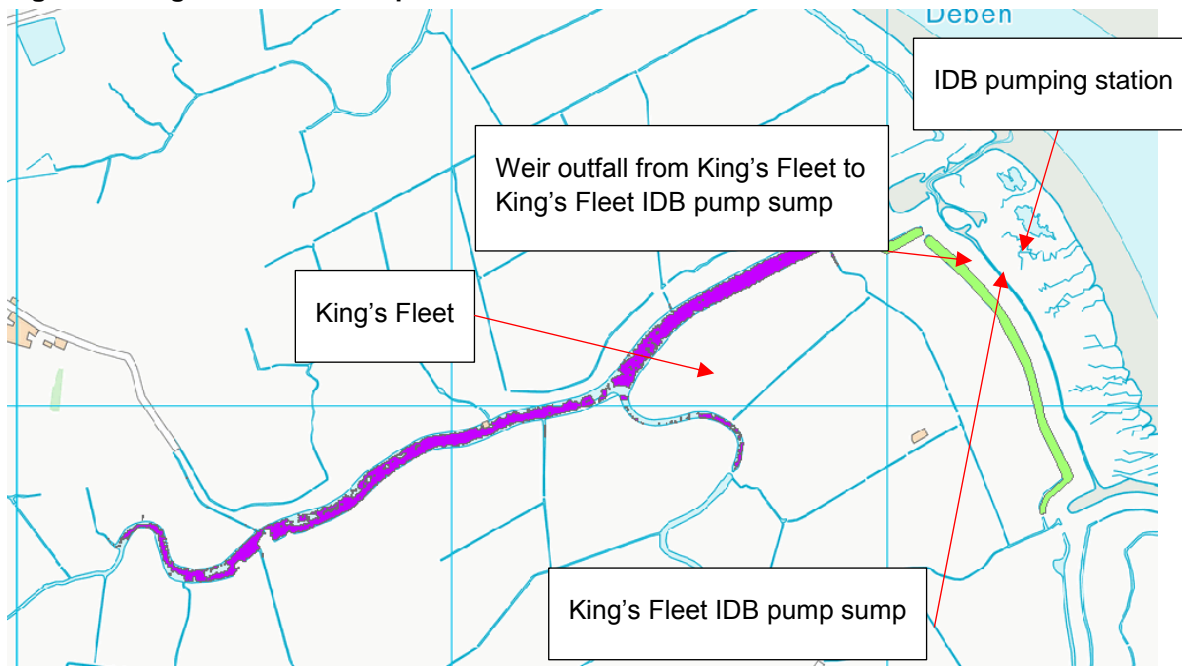 Deben
IDB pumping station
Weir outfall from King's Fleet to
King's Fleet IDB pump sump
King's Fleet
King's Fleet IDB pump sump